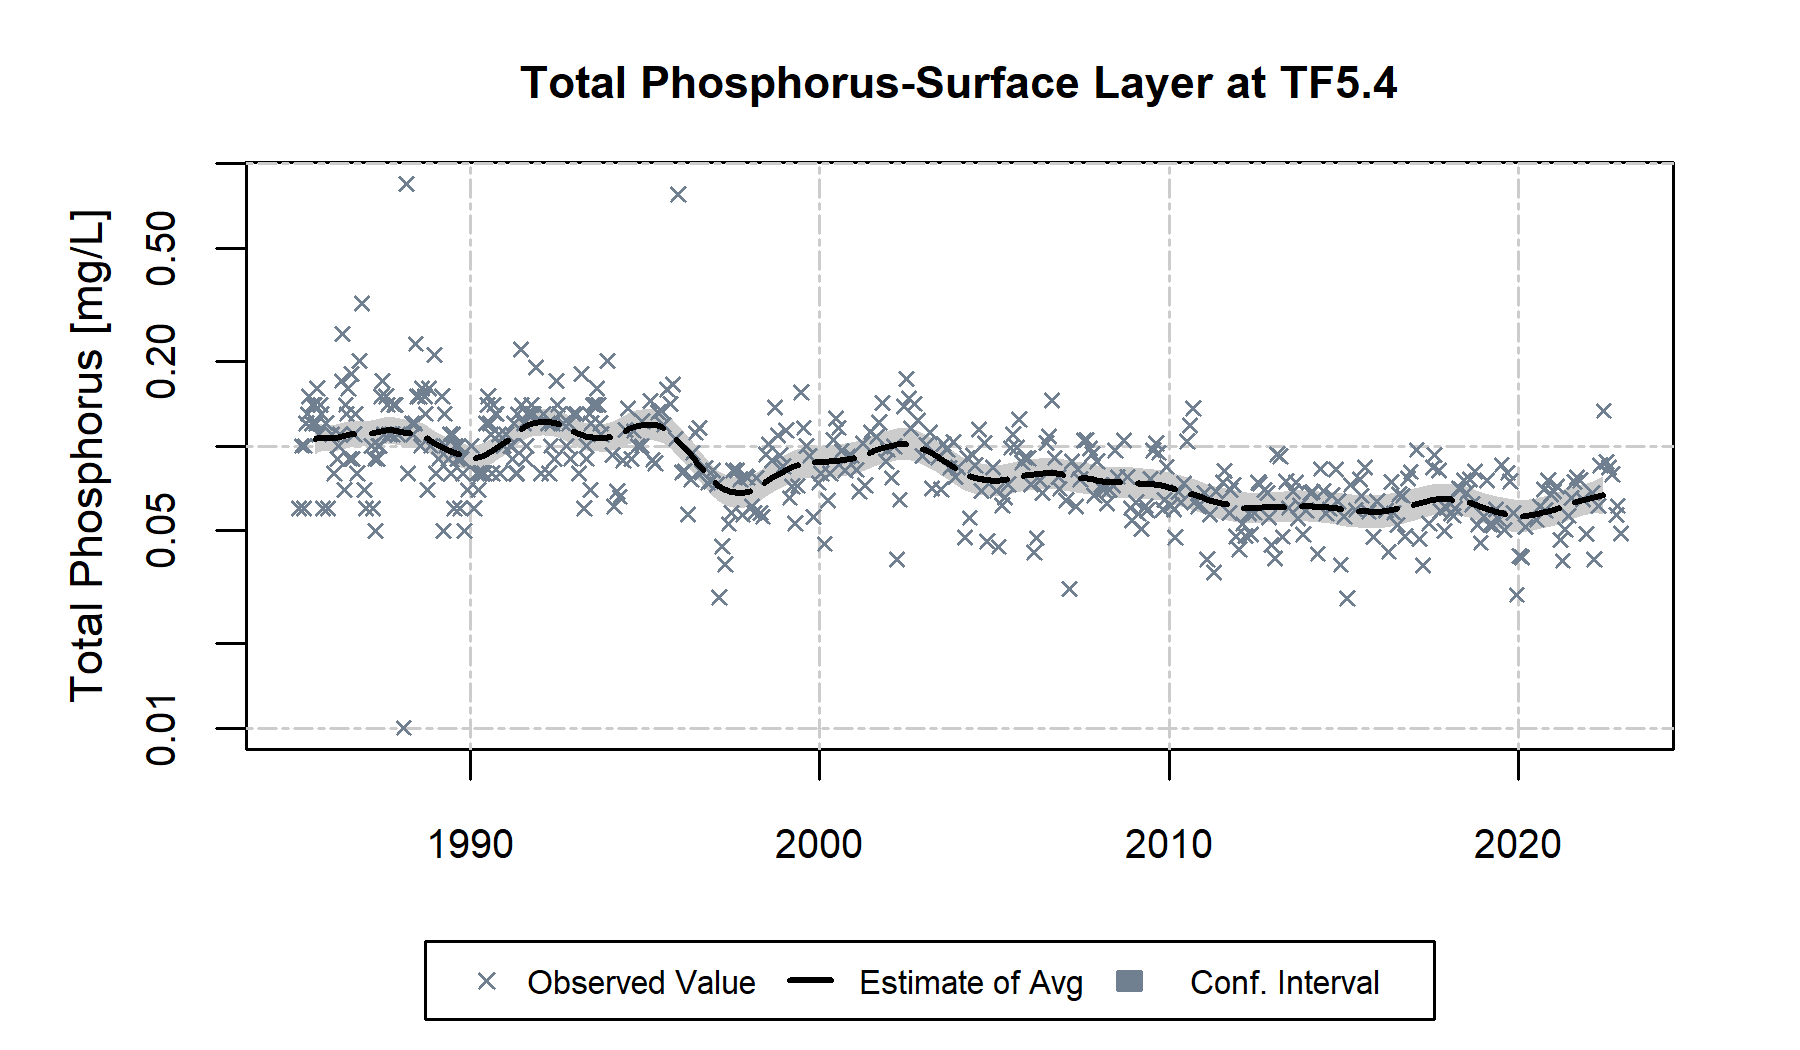 Total Phosphorus-Surface Layer at TF5.4
Total Phosphorus [mg/L]
0.50
0.20
0.05
0.01
1990 2000 2010 2020
Observed Value Estimate of Avg Conf. Interval